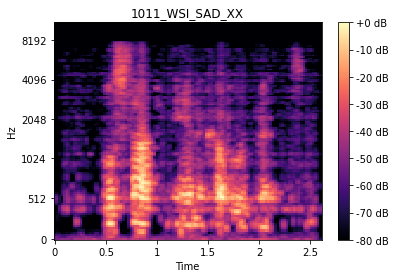 1011_WSI_SAD_XX
+0 dB
8192
-10 dB
4096
-20 dB
-30 dB
2048
Hz
-40 dB
1024
-50 dB
512
-60 dB
-70 dB
0
-80 dB
0 0.5 1 1.5 2 2.5
Time